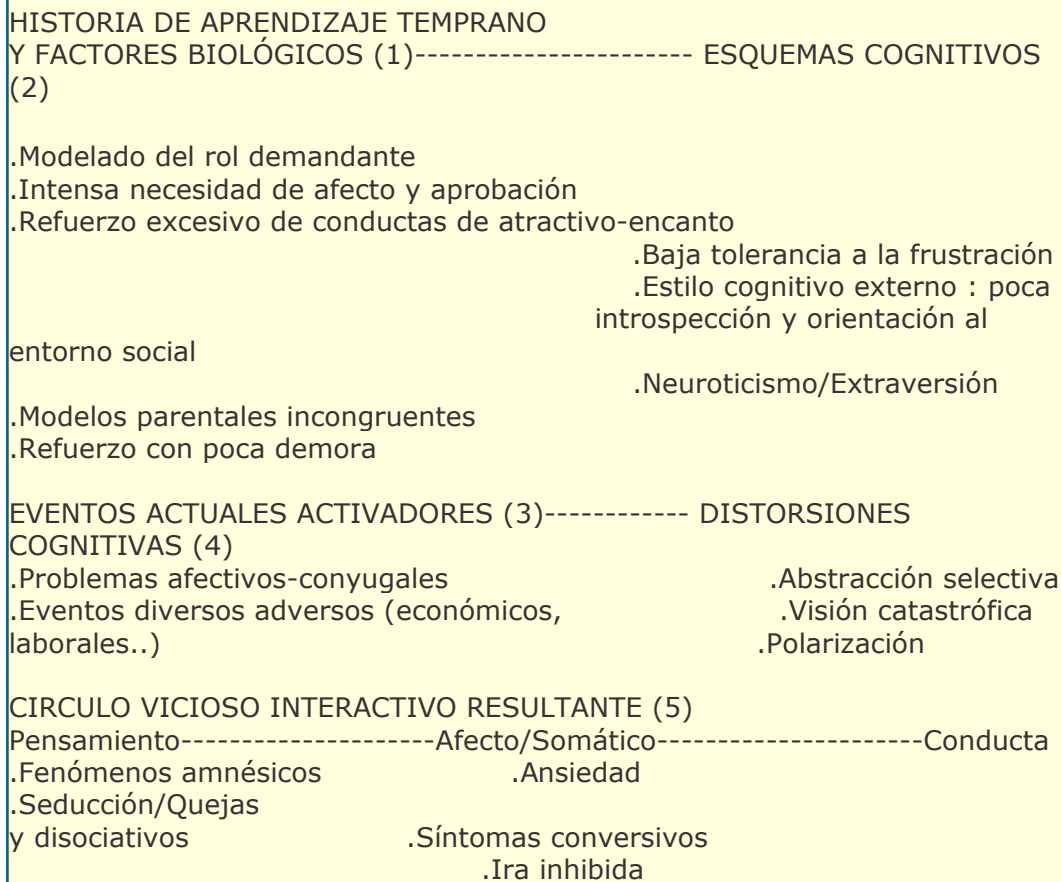 HISTORIA DE APRENDIZAJE TEMPRANO
Y FACTORES BIOLÓGICOS (1)----------------------- ESQUEMAS COGNITIVOS
(2)
.Modelado del rol demandante
.Intensa necesidad de afecto y aprobación
.Refuerzo excesivo de conductas de atractivo-encanto
.Baja tolerancia a la frustración
.Estilo cognitivo externo : poca
introspección y orientación al
entorno social
.Neuroticismo/Extraversión
.Modelos parentales incongruentes
.Refuerzo con poca demora
EVENTOS ACTUALES ACTIVADORES (3)------------ DISTORSIONES
COGNITIVAS (4)
.Problemas afectivos-conyugales .Abstracción selectiva
.Eventos diversos adversos (económicos, .Visión catastrófica
laborales..) .Polarización
CIRCULO VICIOSO INTERACTIVO RESULTANTE (5)
Pensamiento---------------------Afecto/Somático----------------------Conducta
.Fenómenos amnésicos .Ansiedad
.Seducción/Quejas
y disociativos .Síntomas conversivos
.Ira inhibida